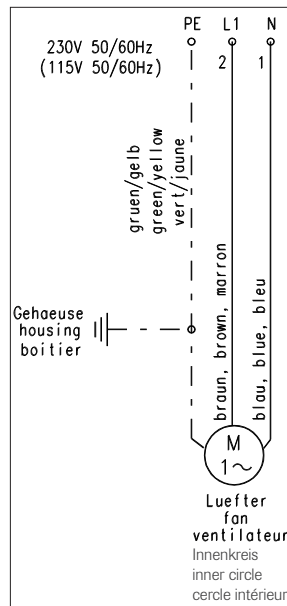 PE L1 N
230V 50/60Hz
(115V 50/60Hz)
2 1
gruen/gelb
green/yellow
vert/jaune
braun, brown, marron
blau, blue, bleu
Gehaeuse
housing
boitier
M
1~
Luefter
fan
ventilateur
Innenkreis
inner circle
cercle intérieur